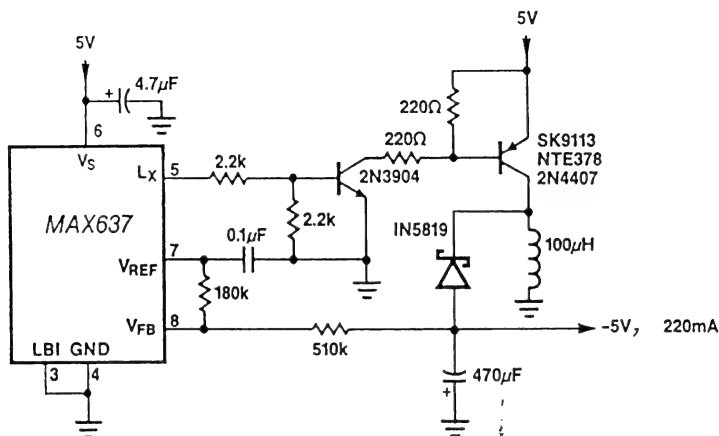 5V
5V
4.7µF
+
6
VS
220Ω
220Ω
SK9113
NTE378
2N4407
LX
5
2.2k
2N3904
MAX637
2.2k
IN5819
100µH
7
0.1µF
VREF
180k
VFB
8
510k
-5V, 220mA
LBI GND
3
4
470µF
+